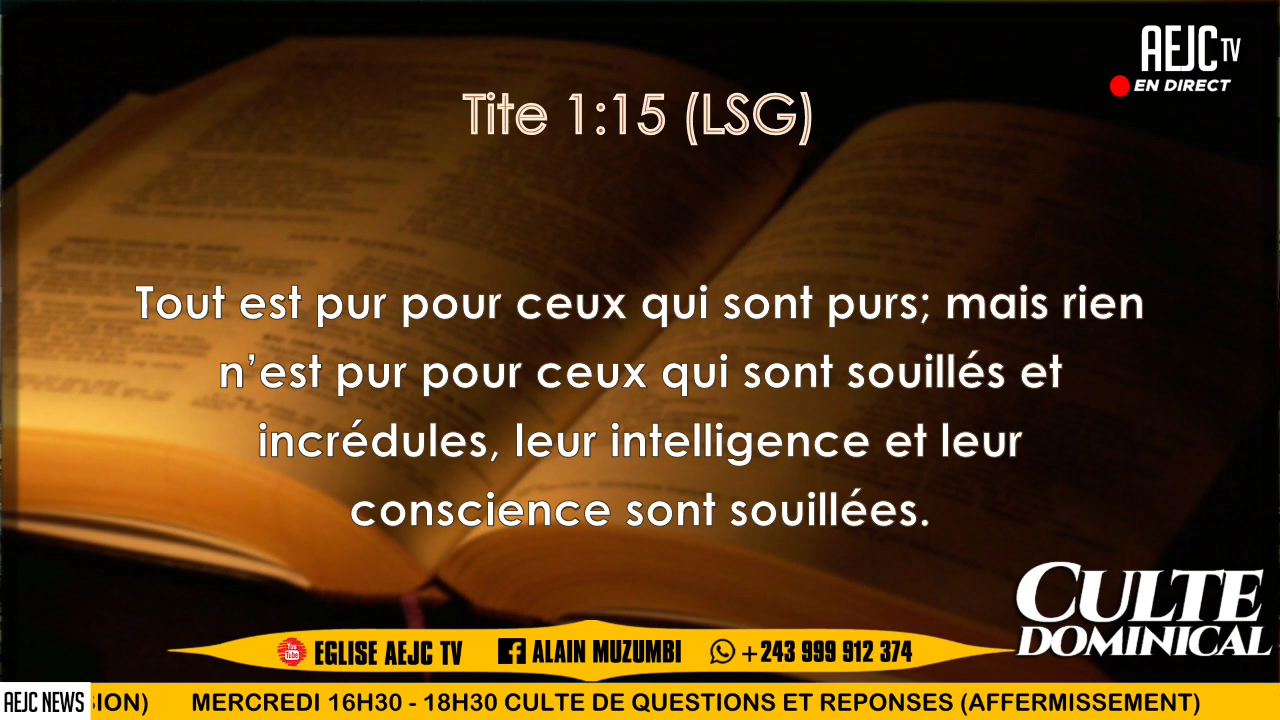 AEJC TV
EN DIRECT
Tite 1:15 (LSG)
Tout est pur pour ceux qui sont purs; mais rien
n’est pur pour ceux qui sont souillés et
incrédules, leur intelligence et leur
conscience sont souillées.
CULTE
DOMINICAL
You
Tube
EGLISE AEJC TV
ALAIN MUZUMBI
+243 999 912 374
AEJC NEWS
SION) MERCREDI 16H30 - 18H30 CULTE DE QUESTIONS ET REPONSES (AFFERMISSEMENT)